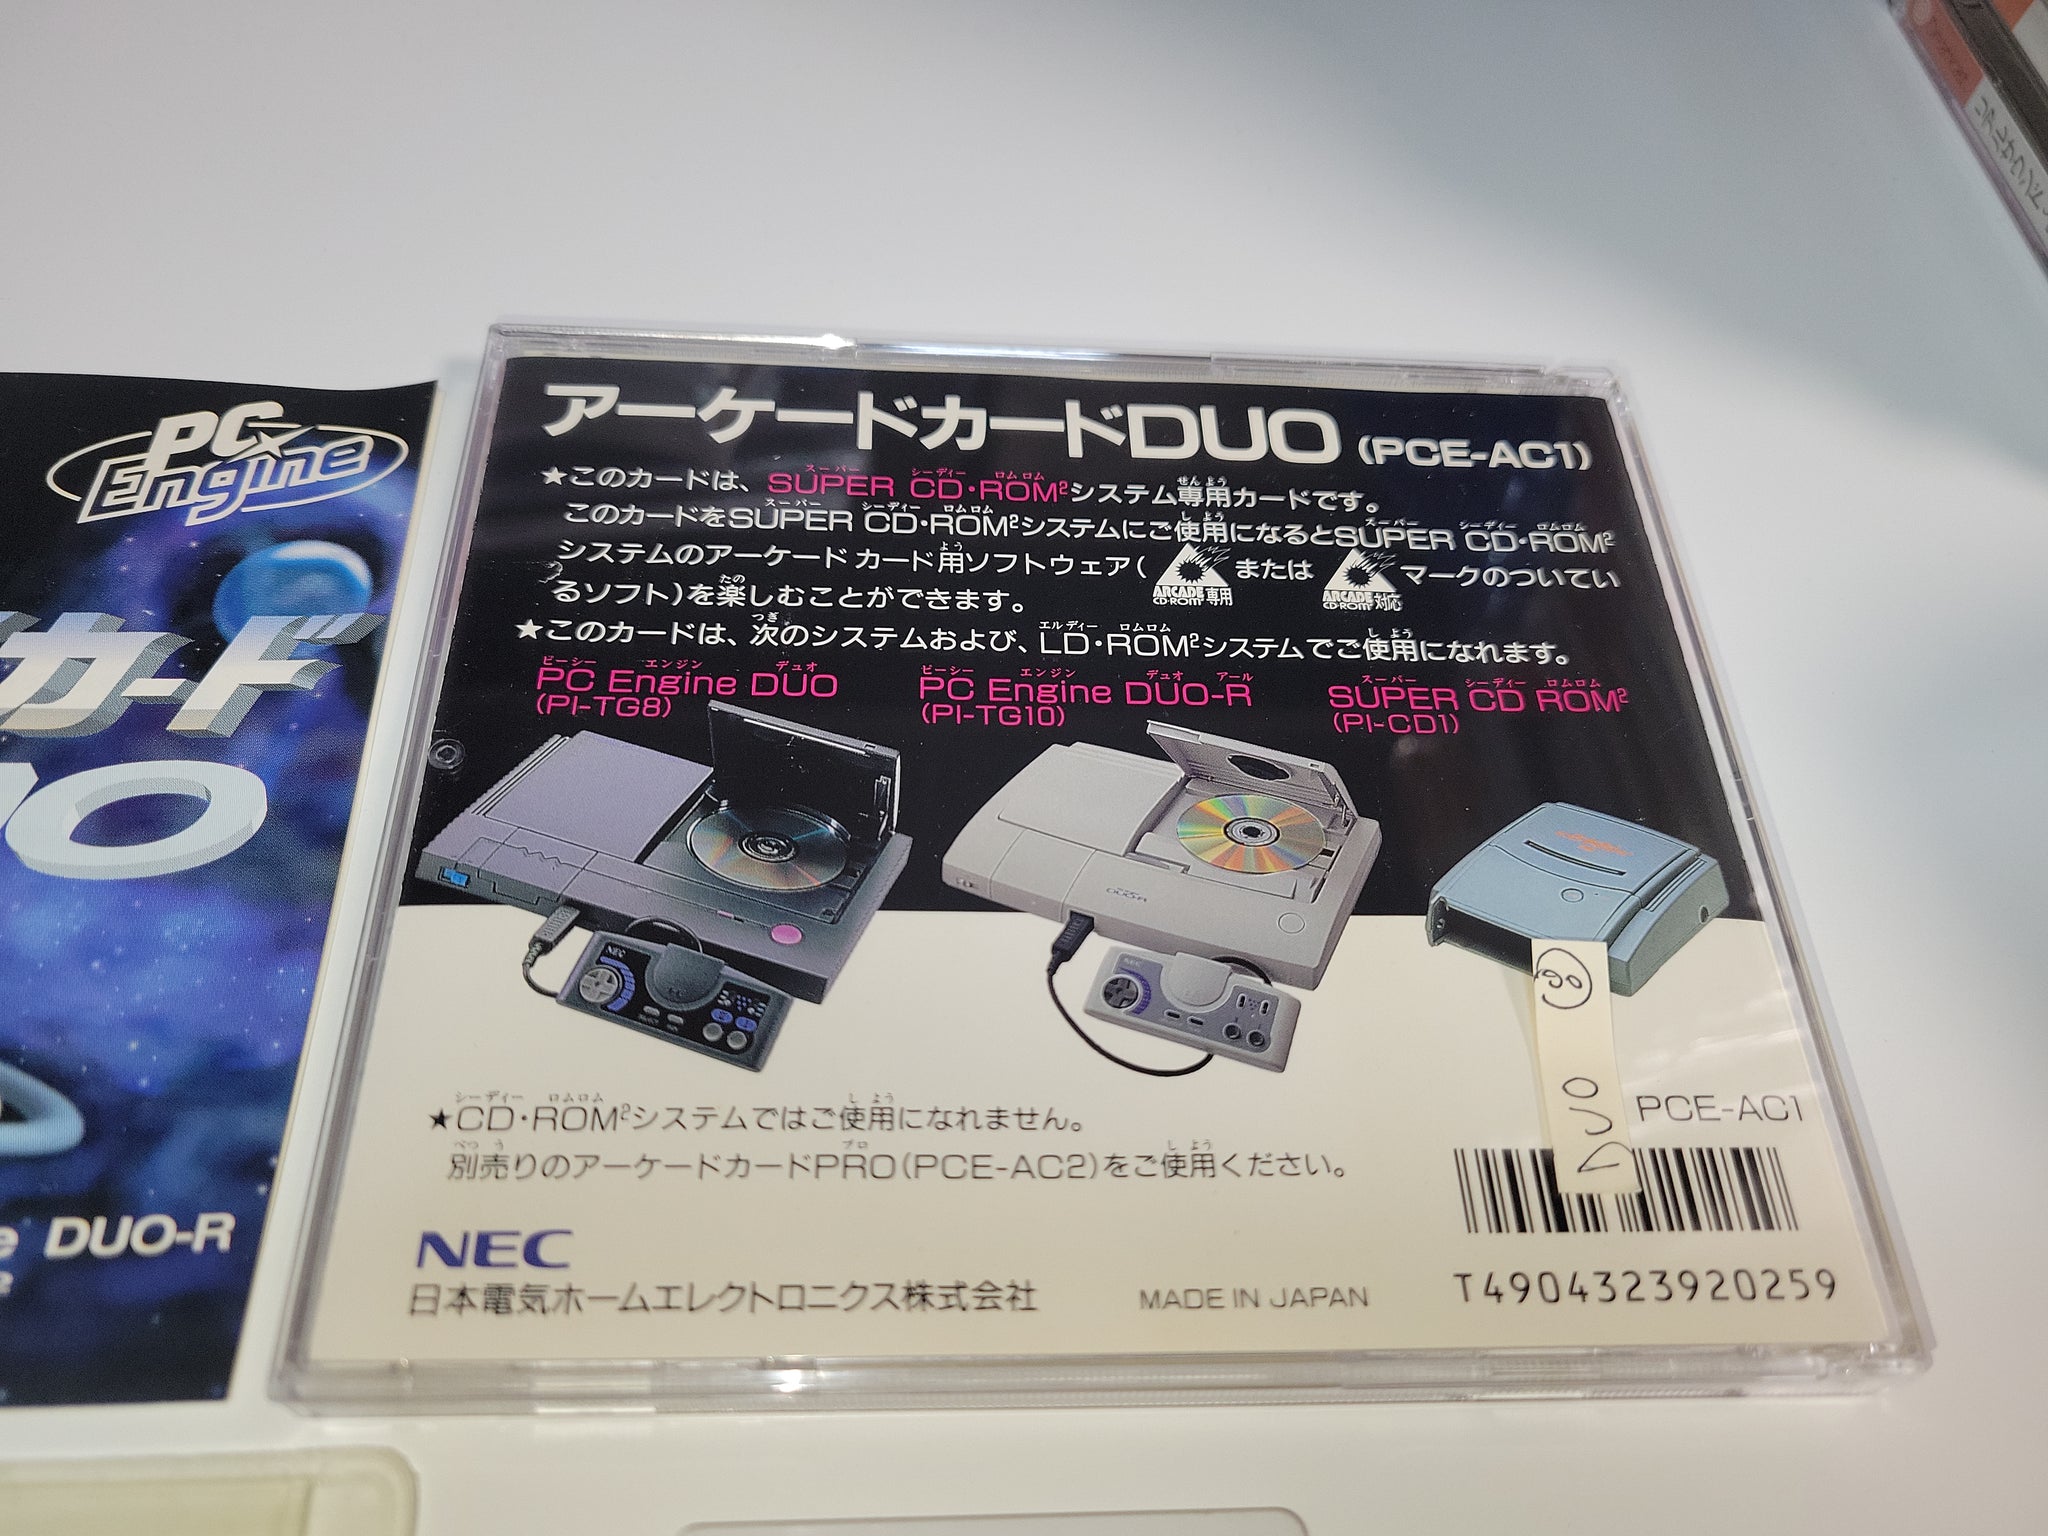 PC Engine
カード
DUO-R
アーケードカードDUO (PCE-AC1)
★このカードは、SUPER CD・ROM²システム専用カードです。
このカードをSUPER CD・ROM²システムにご使用になるとSUPER CD・ROM²
システムのアーケード カード用ソフトウェア(ARCADE CD-ROM² 専用 または ARCADE CD-ROM² 対応 マークのついてい
るソフト)を楽しむことができます。
★このカードは、次のシステムおよび、LD・ROM²システムでご使用になれます。
PC Engine DUO
(PI-TG8)
PC Engine DUO-R
(PI-TG10)
SUPER CD ROM²
(PI-CD1)
NEC
NEC
★CD・ROM²システムではご使用になれません。
別売りのアーケードカードPRO(PCE-AC2)をご使用ください。
DUO
PCE-AC1
NEC
日本電気ホームエレクトロニクス株式会社
MADE IN JAPAN
T4904323920259